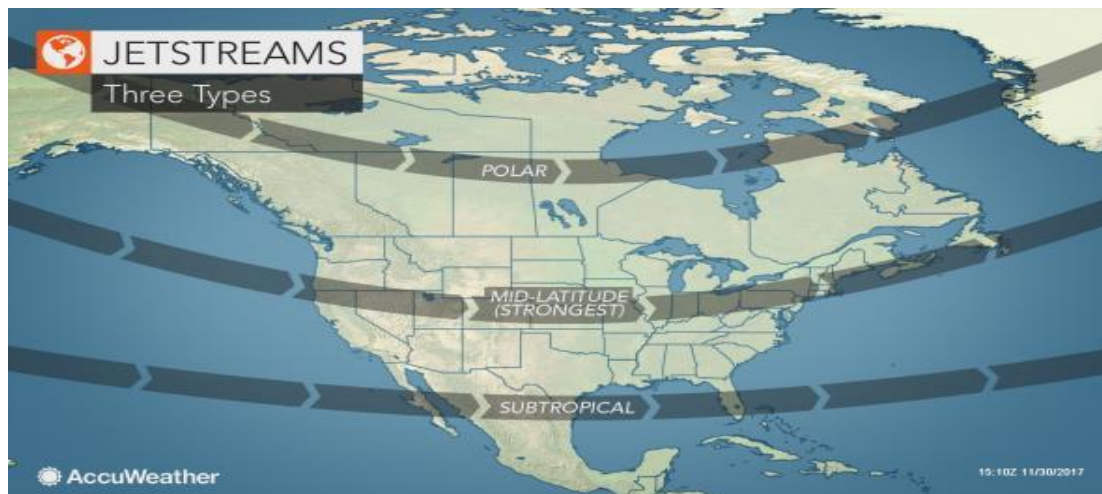 JETSTREAMS
Three Types
POLAR
MID-LATITUDE
(STRONGEST)
SUBTROPICAL
AccuWeather
15:10Z 11/30/2017